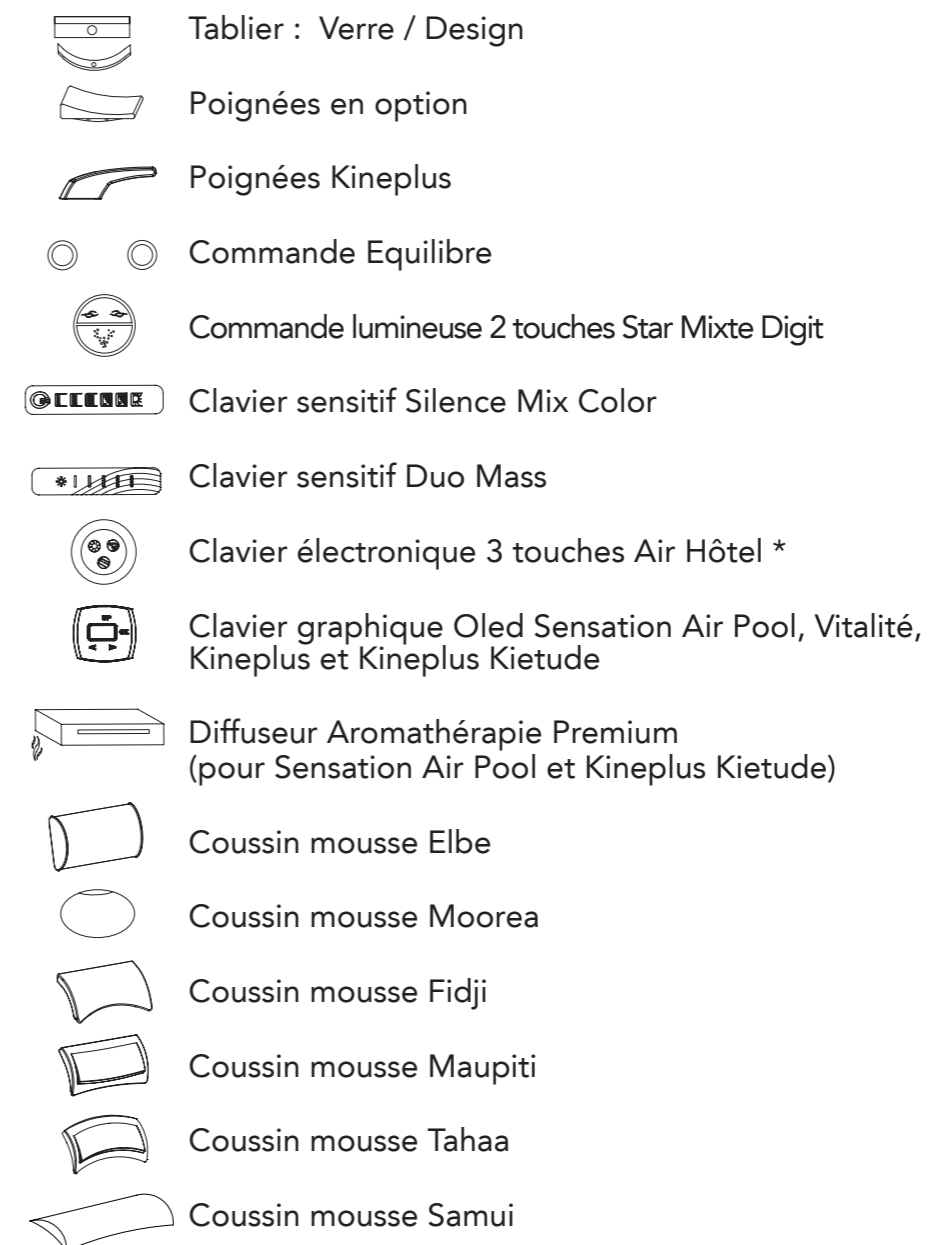 Tablier : Verre / Design
Poignées en option
Poignées Kineplus
Commande Equilibre
Commande lumineuse 2 touches Star Mixte Digit
Clavier sensitif Silence Mix Color
Clavier sensitif Duo Mass
Clavier électronique 3 touches Air Hôtel *
Clavier graphique Oled Sensation Air Pool, Vitalité,
Kineplus et Kineplus Kietude
Diffuseur Aromathérapie Premium
(pour Sensation Air Pool et Kineplus Kietude)
Coussin mousse Elbe
Coussin mousse Moorea
Coussin mousse Fidji
Coussin mousse Maupiti
Coussin mousse Tahaa
Coussin mousse Samui